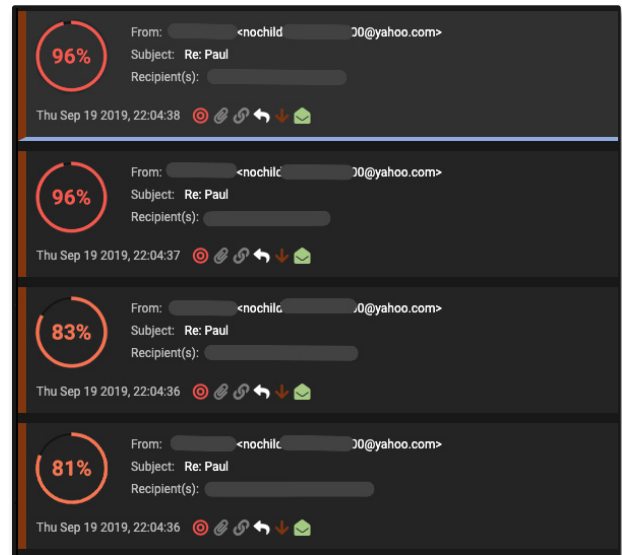 96%
From: <nochild 00@yahoo.com>
Subject: Re: Paul
Recipient(s):
Thu Sep 19 2019, 22:04:38
96%
From: <nochilc 00@yahoo.com>
Subject: Re: Paul
Recipient(s):
Thu Sep 19 2019, 22:04:37
83%
From: <nochilc 0@yahoo.com>
Subject: Re: Paul
Recipient(s):
Thu Sep 19 2019, 22:04:36
81%
From: <nochilc 00@yahoo.com>
Subject: Re: Paul
Recipient(s):
Thu Sep 19 2019, 22:04:36